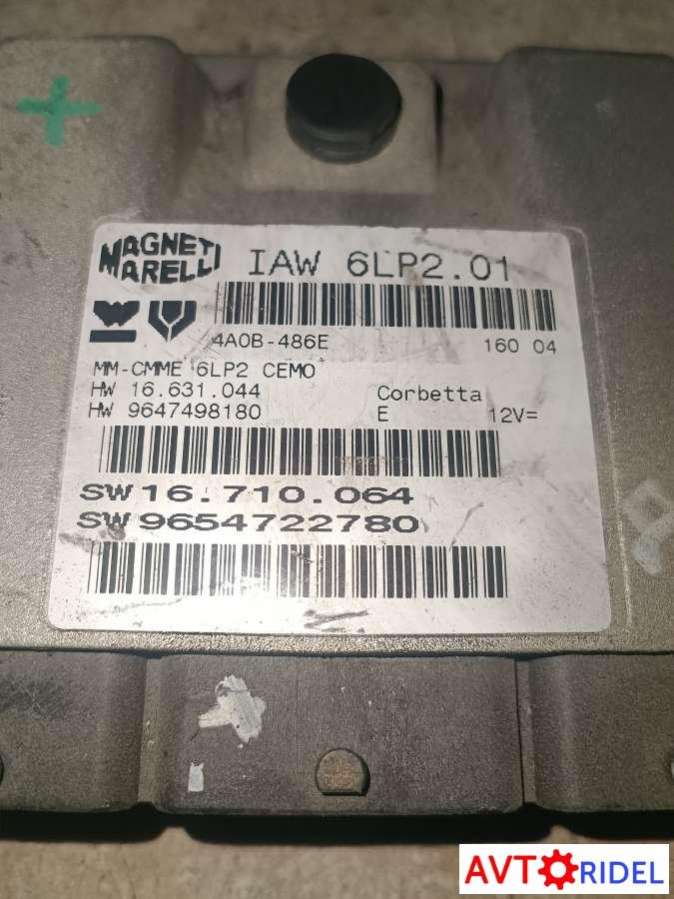 MAGNETI
MARELLI
IAW 6LP2.01
4A0B-486E 160 04
MM-CMME 6LP2 CEMO
HW 16.631.044 Corbetta
HW 9647498180 E 12V=
SW 16.710.064
SW 9654722780
AVTORIDEL